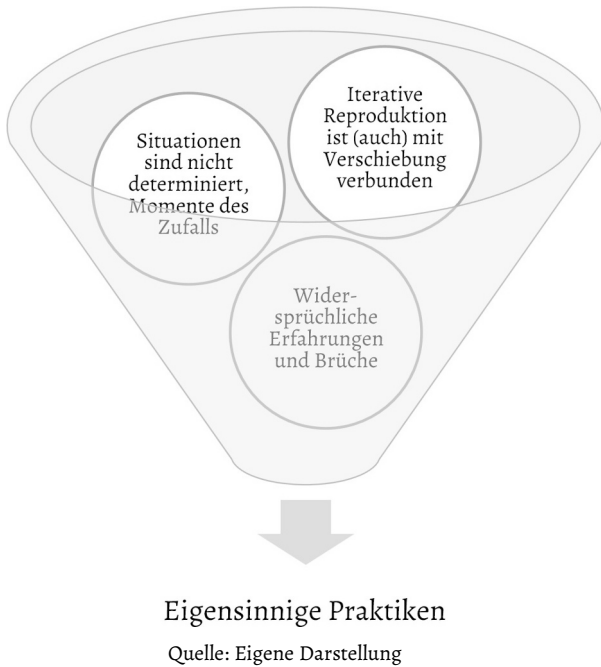 Situationen
sind nicht
determiniert,
Momente des
Zufalls
Iterative
Reproduktion
ist (auch) mit
Verschiebung
verbunden
Wider-
sprüchliche
Erfahrungen
und Brüche
Eigensinnige Praktiken
Quelle: Eigene Darstellung